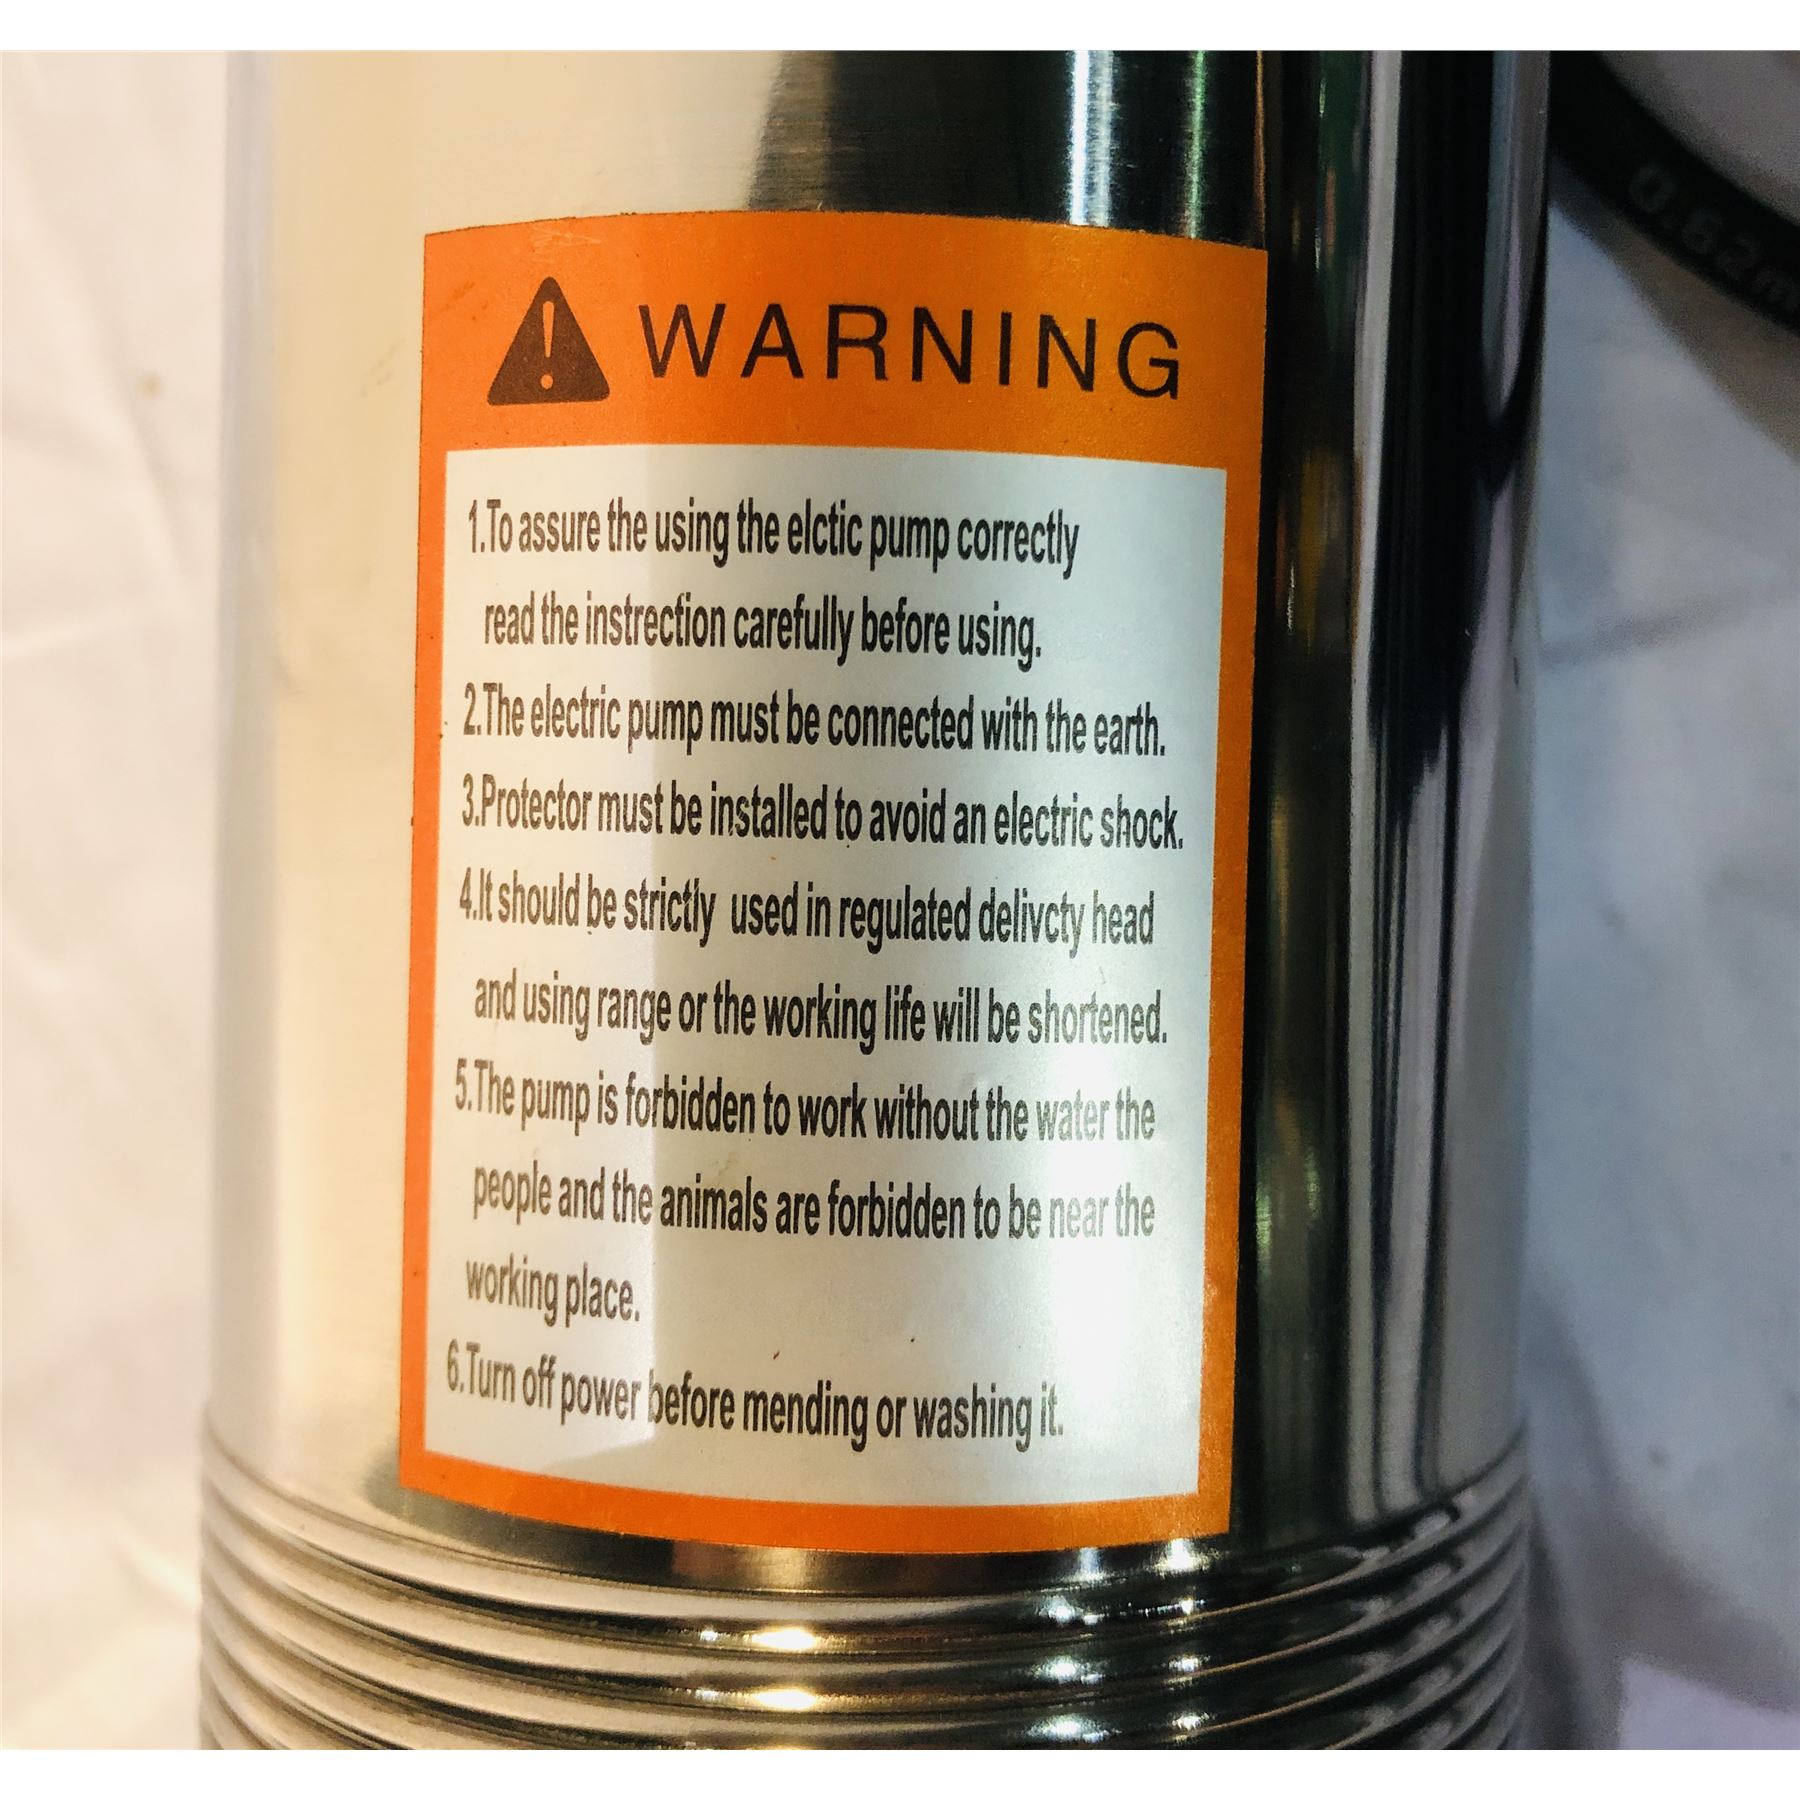 WARNING
1.To assure the using the elctic pump correctly
read the instrection carefully before using.
2.The electric pump must be connected with the earth.
3.Protector must be installed to avoid an electric shock.
4.It should be strictly used in regulated delivcty head
and using range or the working life will be shortened.
5.The pump is forbidden to work without the water the
people and the animals are forbidden to be near the
working place.
6.Turn off power before mending or washing it.